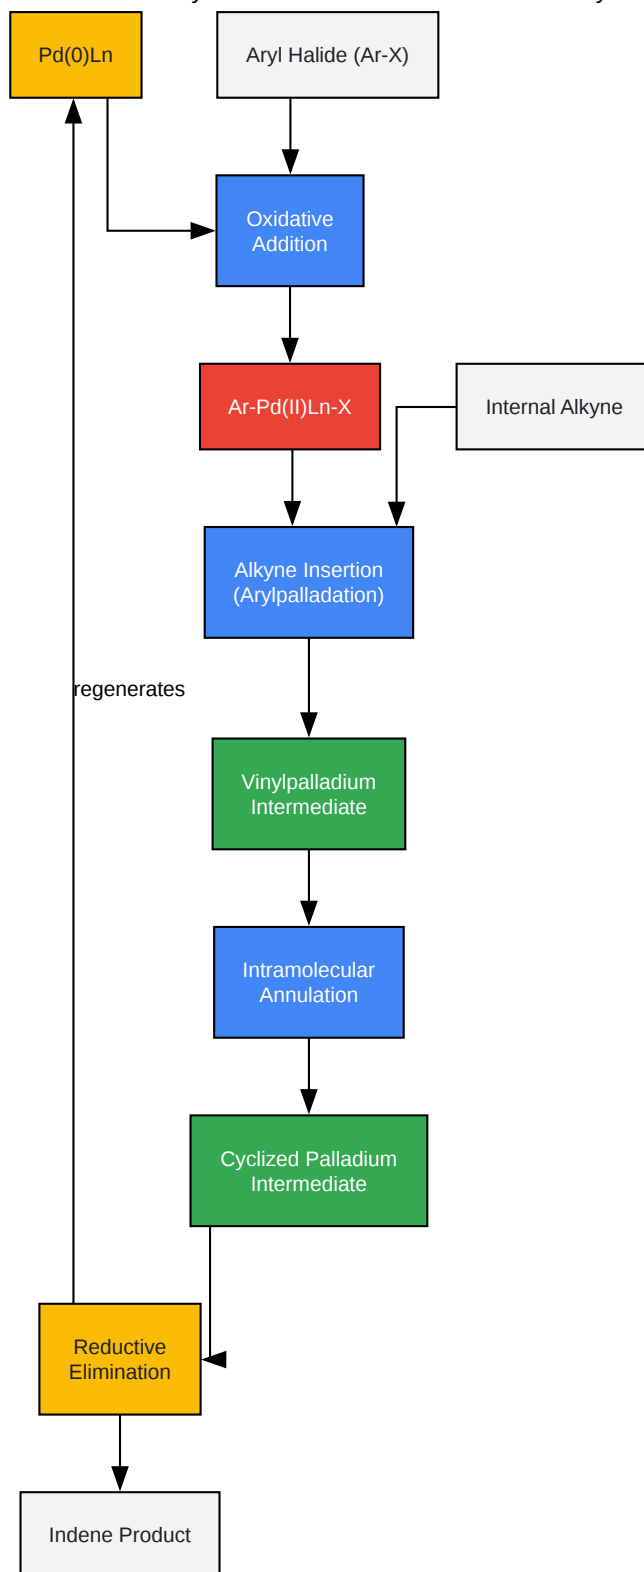 Pd(0)Ln
Aryl Halide (Ar-X)
Oxidative
Addition
Ar-Pd(II)Ln-X
Internal Alkyne
Alkyne Insertion
(Arylpalladation)
regenerates
Vinylpalladium
Intermediate
Intramolecular
Annulation
Cyclized Palladium
Intermediate
Reductive
Elimination
Indene Product